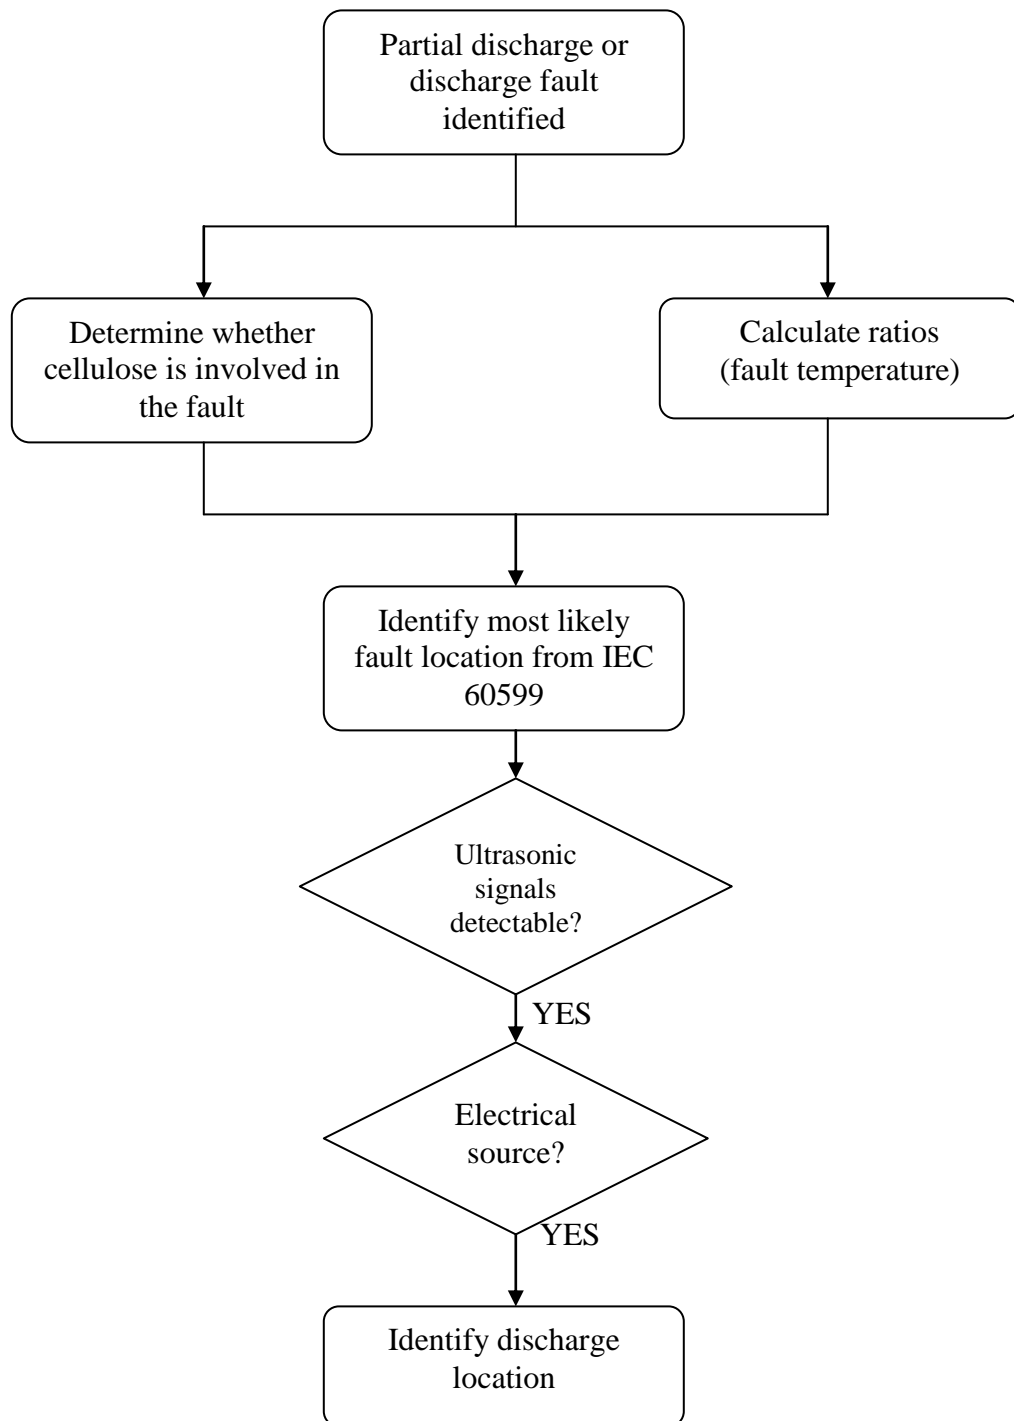 Partial discharge or
discharge fault
identified
Determine whether
cellulose is involved in
the fault
Calculate ratios
(fault temperature)
Identify most likely
fault location from IEC
60599
Ultrasonic
signals
detectable?
YES
Electrical
source?
YES
Identify discharge
location